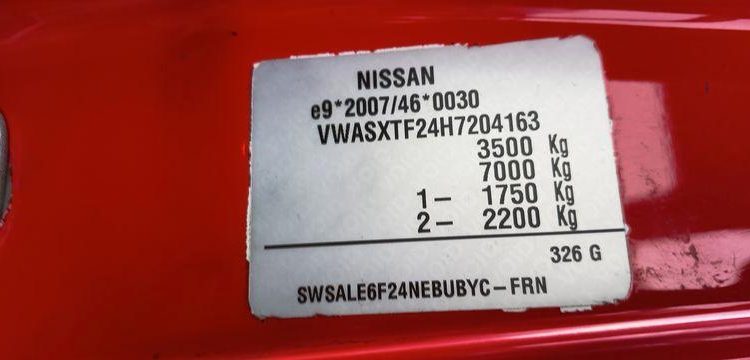 NISSAN
e9*2007/46*0030
VWASXTF24H7204163
3500 Kg
7000 Kg
1- 1750 Kg
2- 2200 Kg
326 G
SWSALE6F24NEBUBYC-FRN